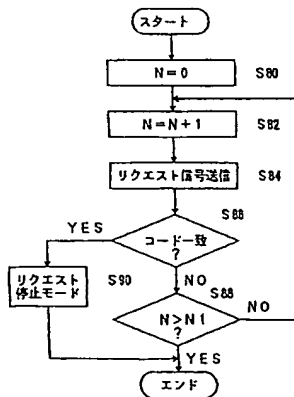 スタート
N=0 S80
N=N+1 S82
リクエスト信号送信 S84
S86
YES
コード一致
?
リクエスト
停止モード
S90
NO
S88
N>N1
?
NO
YES
エンド